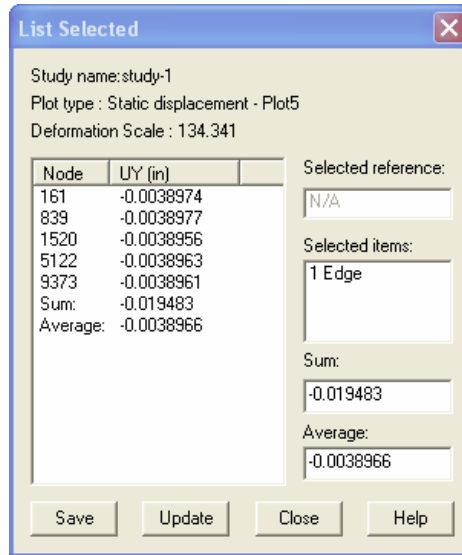 List Selected
Study name:study-1
Plot type : Static displacement - Plot5
Deformation Scale : 134.341
Node UY (in)
161 -0.0038974
839 -0.0038977
1520 -0.0038956
5122 -0.0038963
9373 -0.0038961
Sum: -0.019483
Average: -0.0038966
Selected reference:
N/A
Selected items:
1 Edge
Sum:
-0.019483
Average:
-0.0038966
Save Update Close Help